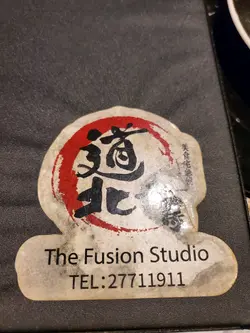 道
北
The Fusion Studio
TEL:27711911